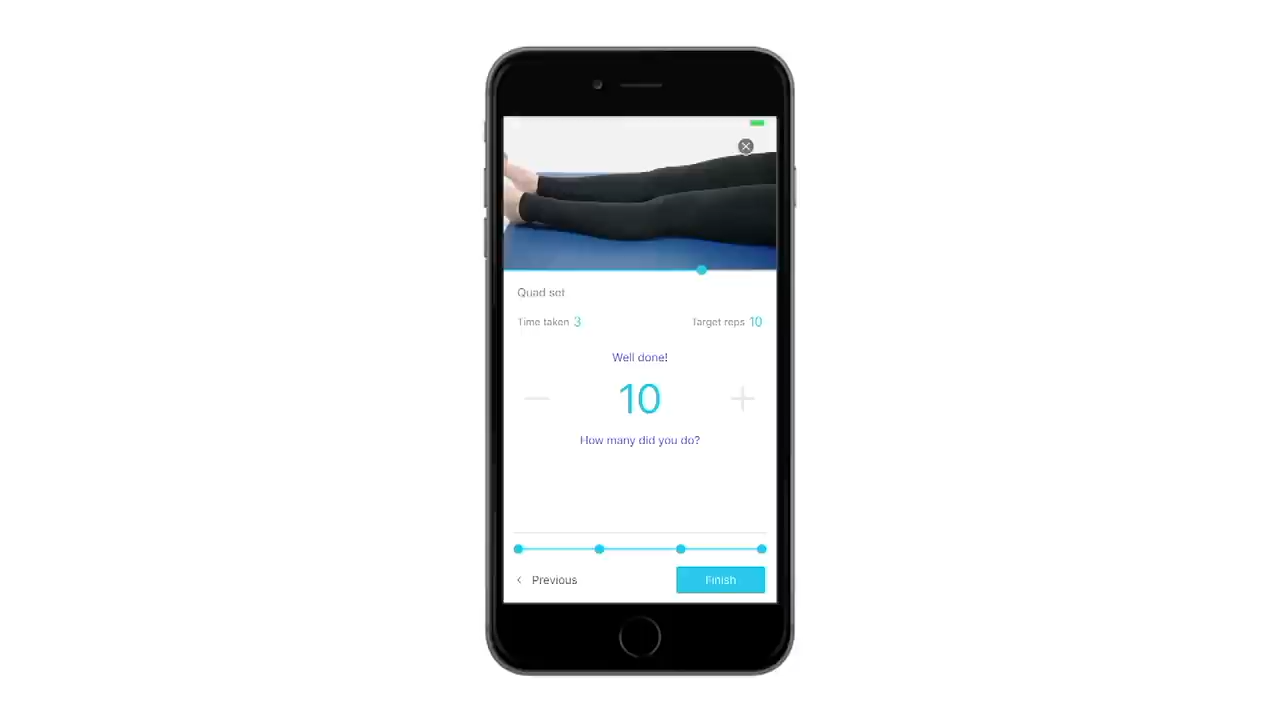 Quad set
Time taken 3
Target reps 10
Well done!
10
How many did you do?
Previous
Finish